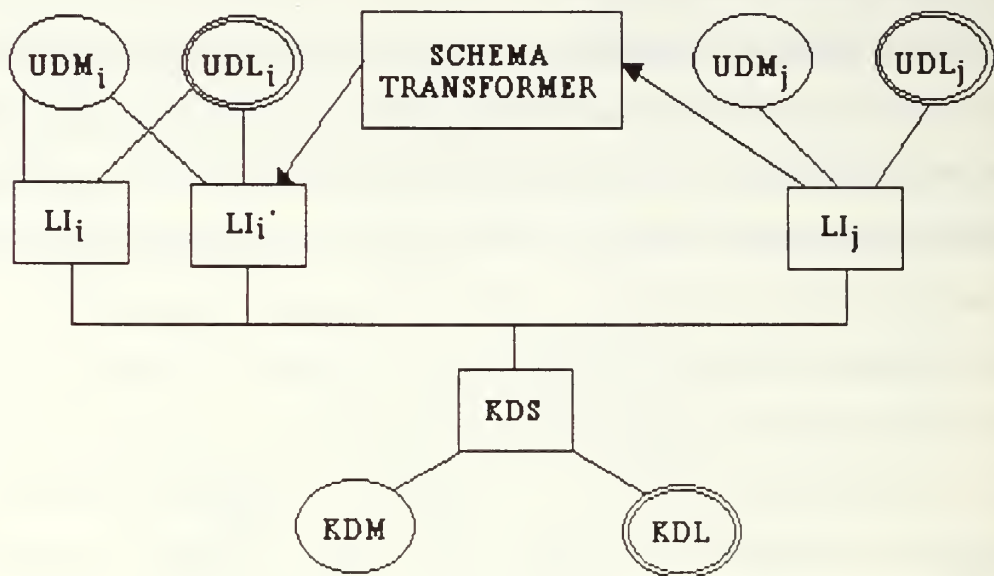 UDMi
UDLi
SCHEMA
TRANSFORMER
UDMj
UDLj
LIi
LIi'
LIj
KDS
KDM
KDL